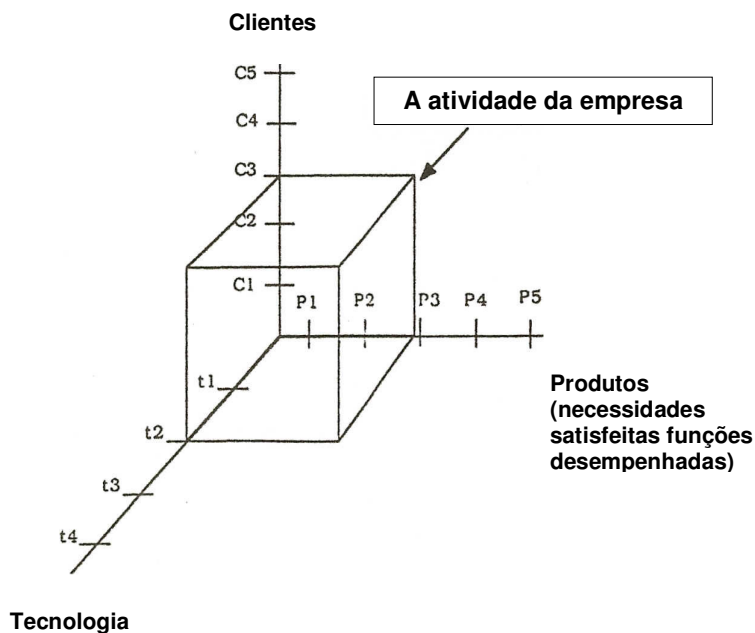 Clientes
C5
A atividade da empresa
C4
C3
C2
C1
P1 P2 P3 P4 P5
t1
Produtos
(necessidades
satisfeitas funções
desempenhadas)
t2
t3
t4
Tecnologia